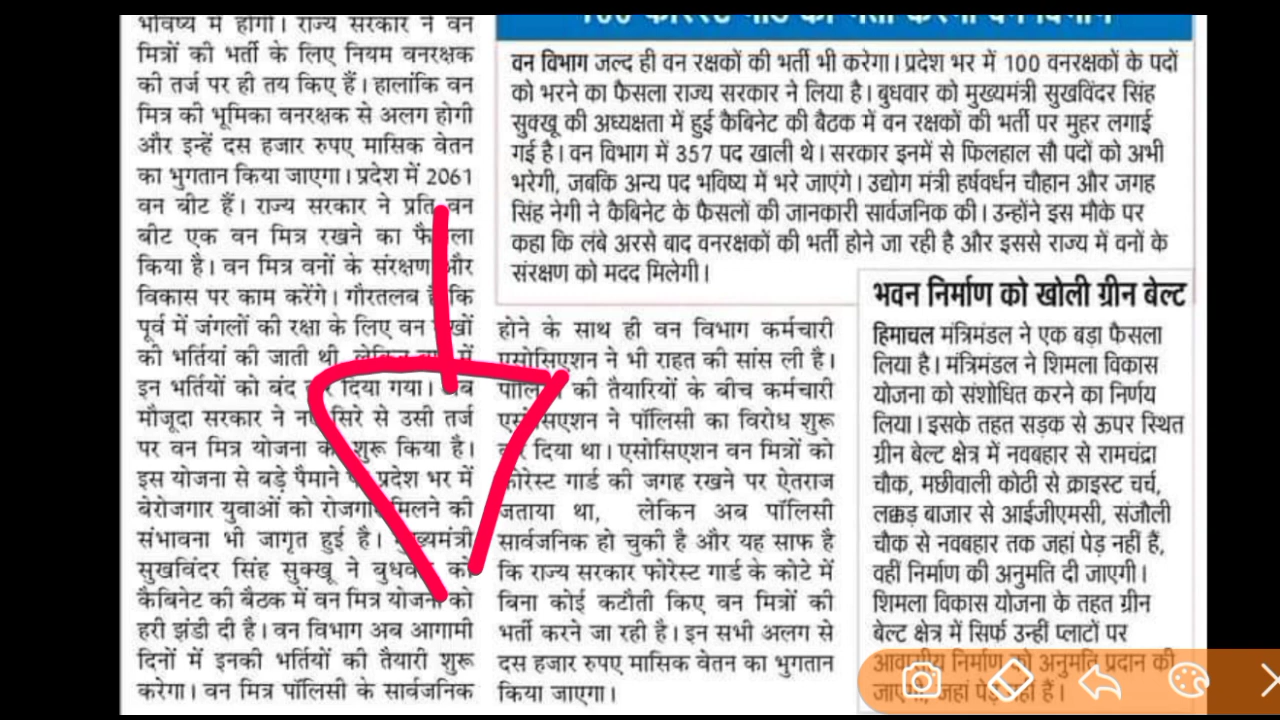 भविष्य में होगी। राज्य सरकार ने वन
मित्रों की भर्ती के लिए नियम वनरक्षक
की तर्ज पर ही तय किए हैं। हालांकि वन
मित्र की भूमिका वनरक्षक से अलग होगी
और इन्हें दस हजार रुपए मासिक वेतन
का भुगतान किया जाएगा। प्रदेश में 2061
वन बीट हैं। राज्य सरकार ने प्रति वन
बीट एक वन मित्र रखने का
किया है। वन मित्र वनों के संरक्षण और
विकास पर काम करेंगे। गौरतलब कि
पूर्व में जंगलों की रक्षा के लिए वन
की भर्तियां की जाती थी में
इन भर्तियों को बंद दिया गया।
मौजूदा सरकार ने सिरे से उसी तर्ज
पर वन मित्र योजना शुरू किया है।
इस योजना से बड़े पैमाने प्रदेश भर में
बेरोजगार युवाओं को मिलने की
संभावना भी जागृत हुई है।
सुखविंदर सिंह सुक्खू ने को
कैबिनेट की बैठक में वन मित्र योजना को
हरी झंडी दी है। वन विभाग अब आगामी
दिनों में इनकी भर्तियों की तैयारी शुरू
करेगा। वन मित्र पॉलिसी के सार्वजनिक
वन विभाग जल्द ही वन रक्षकों की भर्ती भी करेगा। प्रदेश भर में 100 वनरक्षकों के पदों
को भरने का फैसला राज्य सरकार ने लिया है। बुधवार को मुख्यमंत्री सुखविंदर सिंह
सुक्खू की अध्यक्षता में हुई कैबिनेट की बैठक में वन रक्षकों की भर्ती पर मुहर लगाई
गई है। वन विभाग में 357 पद खाली थे। सरकार इनमें से फिलहाल सौ पदों को अभी
भरेगी, जबकि अन्य पद भविष्य में भरे जाएंगे। उद्योग मंत्री हर्षवर्धन चौहान और जगह
सिंह नेगी ने कैबिनेट के फैसलों की जानकारी सार्वजनिक की। उन्होंने इस मौके पर
कहा कि लंबे अरसे बाद वनरक्षकों की भर्ती होने जा रही है और इससे राज्य में वनों के
संरक्षण को मदद मिलेगी।
होने के साथ ही वन विभाग कर्मचारी
एसोसिएशन ने भी राहत की सांस ली है।
की तैयारियों के बीच कर्मचारी
ने पॉलिसी का विरोध शुरू
दिया था। एसोसिएशन वन मित्रों को
फोरेस्ट गार्ड की जगह रखने पर ऐतराज
जताया था, लेकिन अब पॉलिसी
सार्वजनिक हो चुकी है और यह साफ है
कि राज्य सरकार फोरेस्ट गार्ड के कोटे में
बिना कोई कटौती किए वन मित्रों की
भर्ती करने जा रही है। इन सभी अलग से
दस हजार रुपए मासिक वेतन का भुगतान
किया जाएगा।
भवन निर्माण को खोली ग्रीन बेल्ट
हिमाचल मंत्रिमंडल ने एक बड़ा फैसला
लिया है। मंत्रिमंडल ने शिमला विकास
योजना को संशोधित करने का निर्णय
लिया। इसके तहत सड़क से ऊपर स्थित
ग्रीन बेल्ट क्षेत्र में नवबहार से रामचंद्रा
चौक, मछीवाली कोठी से क्राइस्ट चर्च,
लक्कड़ बाजार से आईजीएमसी, संजौली
चौक से नवबहार तक जहां पेड़ नहीं हैं,
वहीं निर्माण की अनुमति दी जाएगी।
शिमला विकास योजना के तहत ग्रीन
बेल्ट क्षेत्र में सिर्फ उन्हीं प्लाटों पर
आवासीय निर्माण को अनुमति प्रदान की
जहां हैं।